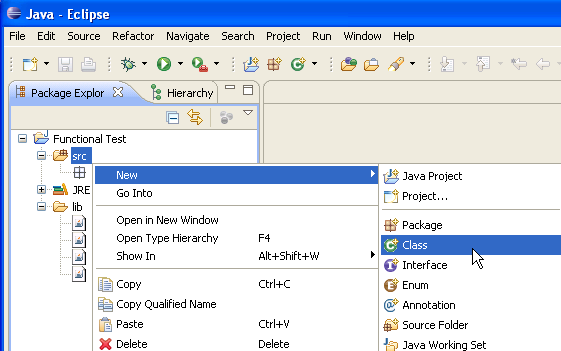 Java - Eclipse
File Edit Source Refactor Navigate Search Project Run Window Help
Package Explor Hierarchy
Functional Test
src
JRE
lib
New
Go Into
Open in New Window
Open Type Hierarchy F4
Show In Alt+Shift+W
Copy Ctrl+C
Copy Qualified Name
Paste Ctrl+V
Delete Delete
Java Project
Project...
Package
Class
Interface
Enum
Annotation
Source Folder
Java Working Set